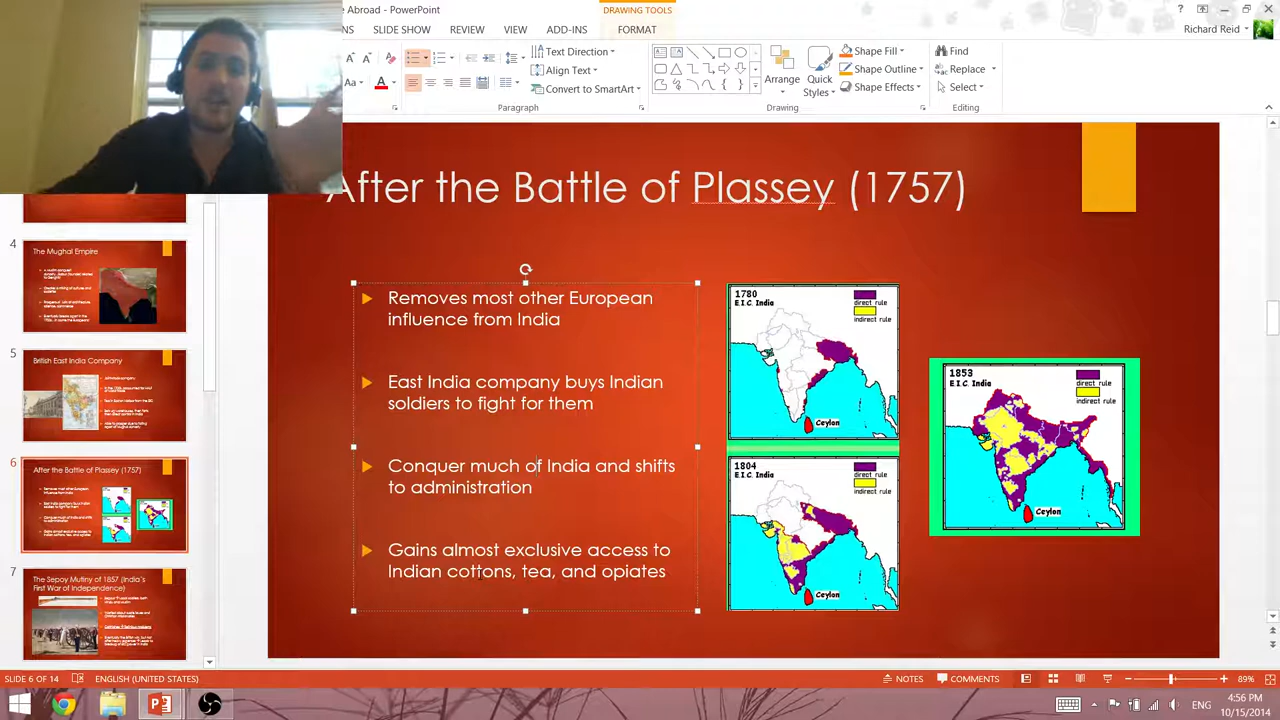 e Abroad - PowerPoint
DRAWING TOOLS
NS
SLIDE SHOW
REVIEW
VIEW
ADD-INS
FORMAT
Richard Reid
Text Direction
Align Text
Convert to SmartArt
Paragraph
Arrange
Quick
Styles
Shape Fill
Shape Outline
Shape Effects
Drawing
Find
Replace
Select
Editing
4
The Mughal Empire
5
British East India Company
6
After the Battle of Plassey (1757)
7
The Sepoy Mutiny of 1857 (India's
First War of Independence)
After the Battle of Plassey (1757)
Removes most other European
influence from India
East India company buys Indian
soldiers to fight for them
Conquer much of India and shifts
to administration
Gains almost exclusive access to
Indian cottons, tea, and opiates
1780
E.I.C. India
direct rule
indirect rule
Ceylon
1804
E.I.C. India
direct rule
indirect rule
Ceylon
1853
E.I.C. India
direct rule
indirect rule
Ceylon
SLIDE 6 OF 14
ENGLISH (UNITED STATES)
NOTES
COMMENTS
89%
ENG
4:56 PM
10/15/2014